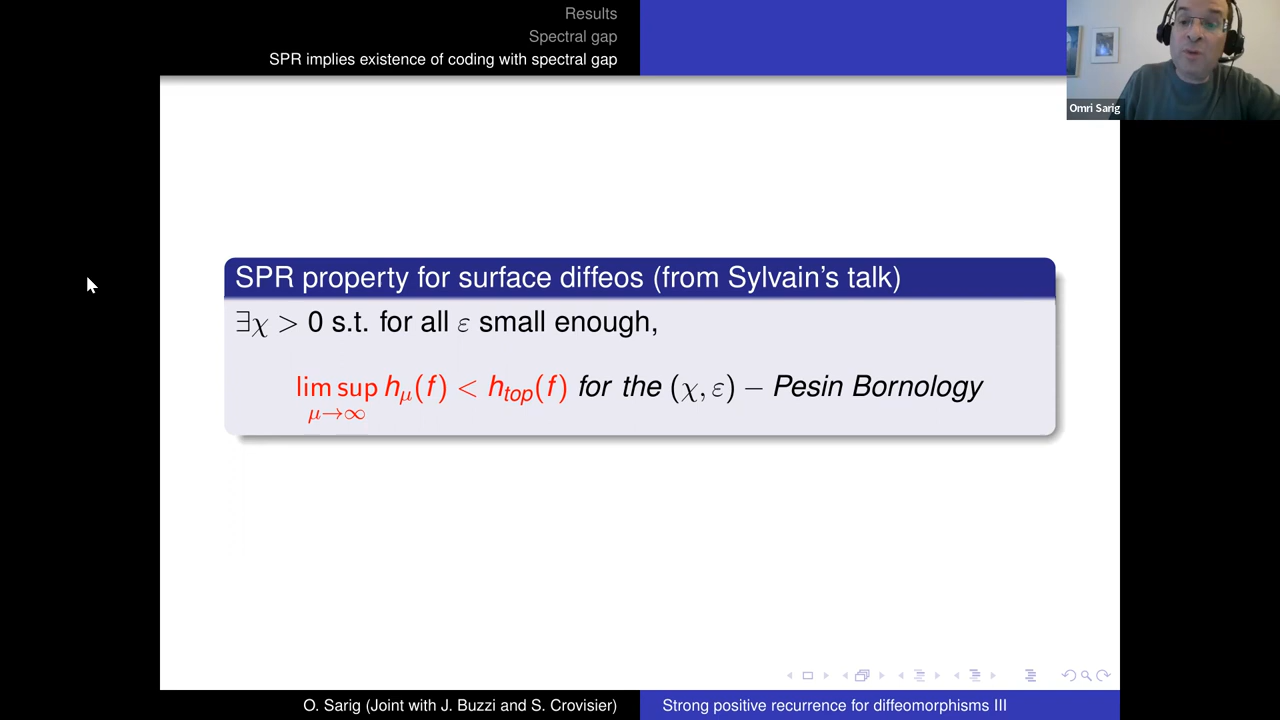 Results
Spectral gap
SPR implies existence of coding with spectral gap
Omri Sarig
SPR property for surface diffeos (from Sylvain's talk)
∃χ > 0 s.t. for all ε small enough,
lim sup h_μ(f) < h_top(f) for the (χ, ε) − Pesin Bornology
μ→∞
O. Sarig (Joint with J. Buzzi and S. Crovisier)
Strong positive recurrence for diffeomorphisms III